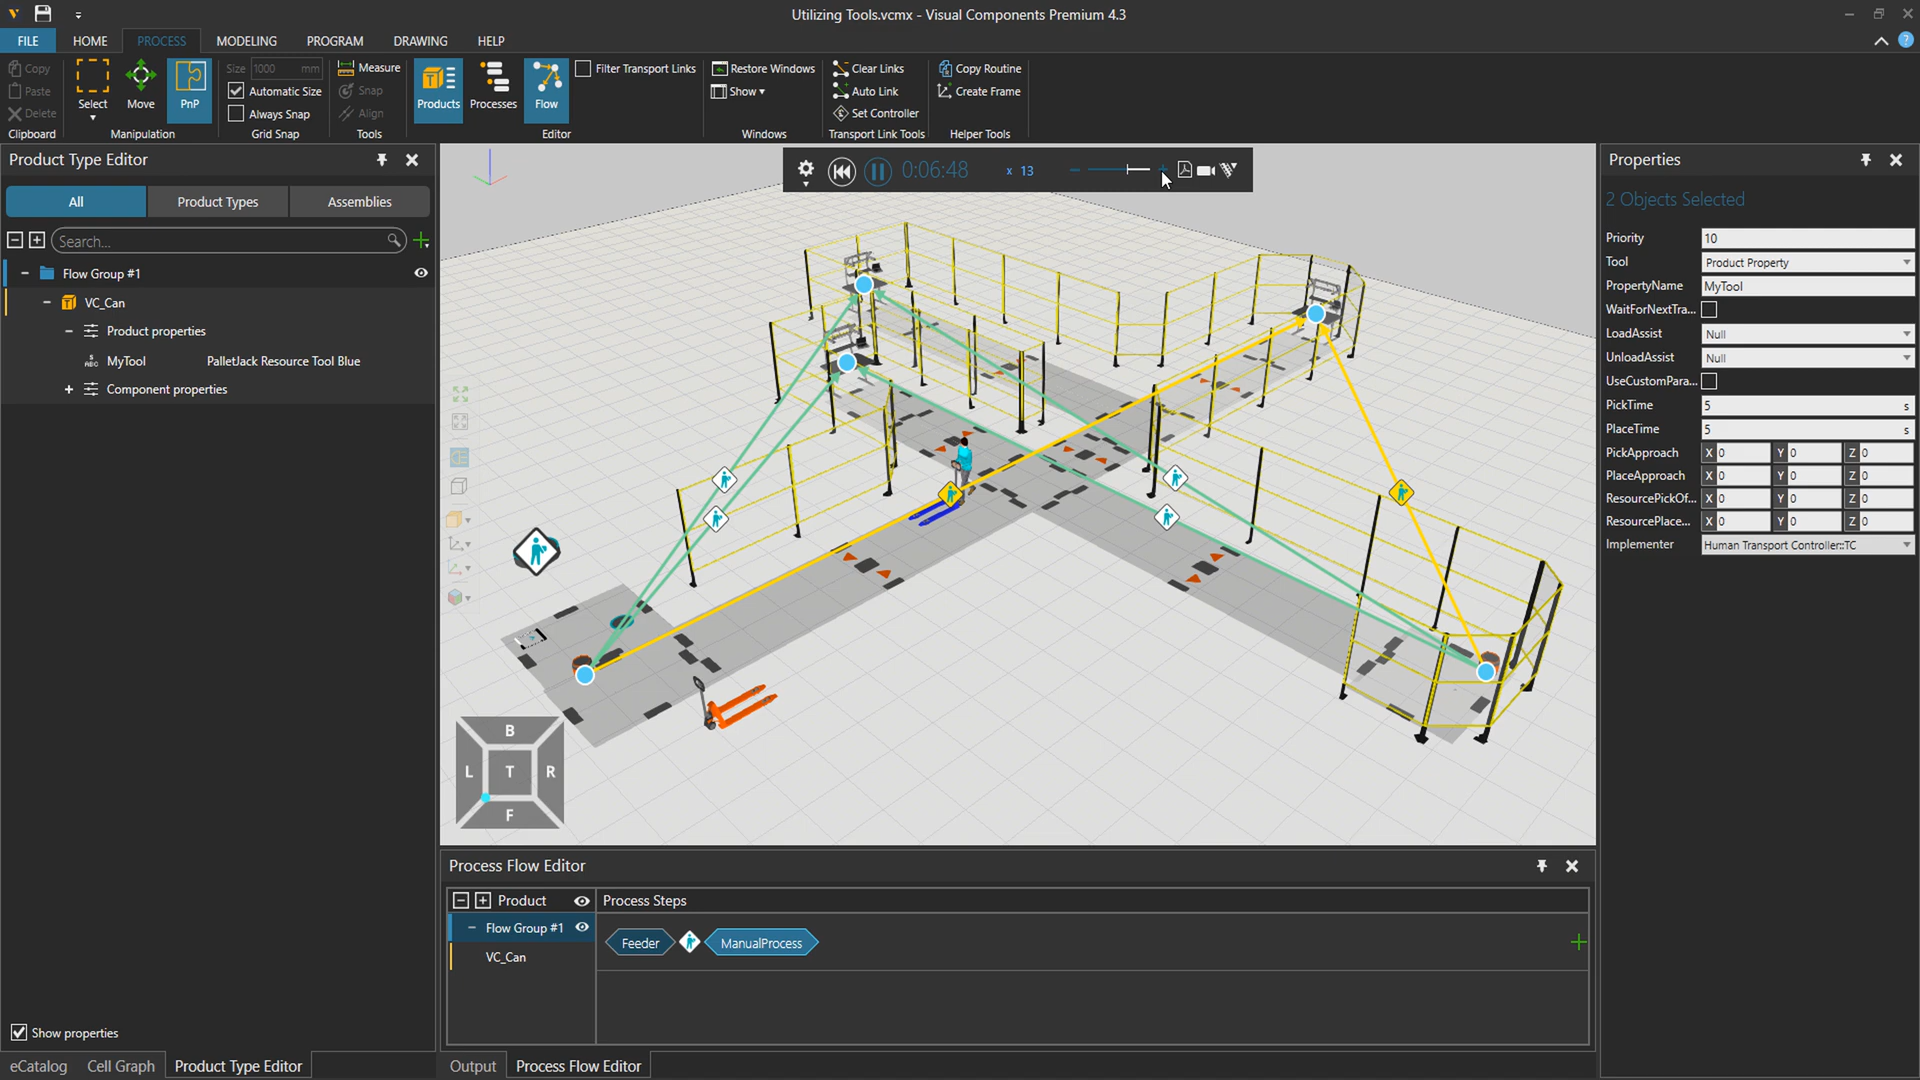 Utilizing Tools.vcmx - Visual Components Premium 4.3
FILE HOME PROCESS MODELING PROGRAM DRAWING HELP
Copy
Paste
Delete
Clipboard
Select
Move
PnP
Manipulation
Size 1000 mm
Automatic Size
Always Snap
Grid Snap
Measure
Snap
Align
Tools
Products
Processes
Flow
Filter Transport Links
Editor
Restore Windows
Show
Windows
Clear Links
Auto Link
Set Controller
Transport Link Tools
Copy Routine
Create Frame
Helper Tools
Product Type Editor
All Product Types Assemblies
Search...
Flow Group #1
VC_Can
Product properties
MyTool PalletJack Resource Tool Blue
Component properties
Show properties
eCatalog Cell Graph Product Type Editor
0:06:48 x 13
B
L T R
F
Process Flow Editor
Product Process Steps
Flow Group #1
Feeder ManualProcess
VC_Can
Output Process Flow Editor
Properties
2 Objects Selected
Priority 10
Tool Product Property
PropertyName MyTool
WaitForNextTra...
LoadAssist Null
UnloadAssist Null
UseCustomPara...
PickTime 5 s
PlaceTime 5 s
PickApproach X 0 Y 0 Z 0
PlaceApproach X 0 Y 0 Z 0
ResourcePickOf... X 0 Y 0 Z 0
ResourcePlace... X 0 Y 0 Z 0
Implementer Human Transport Controller::TC